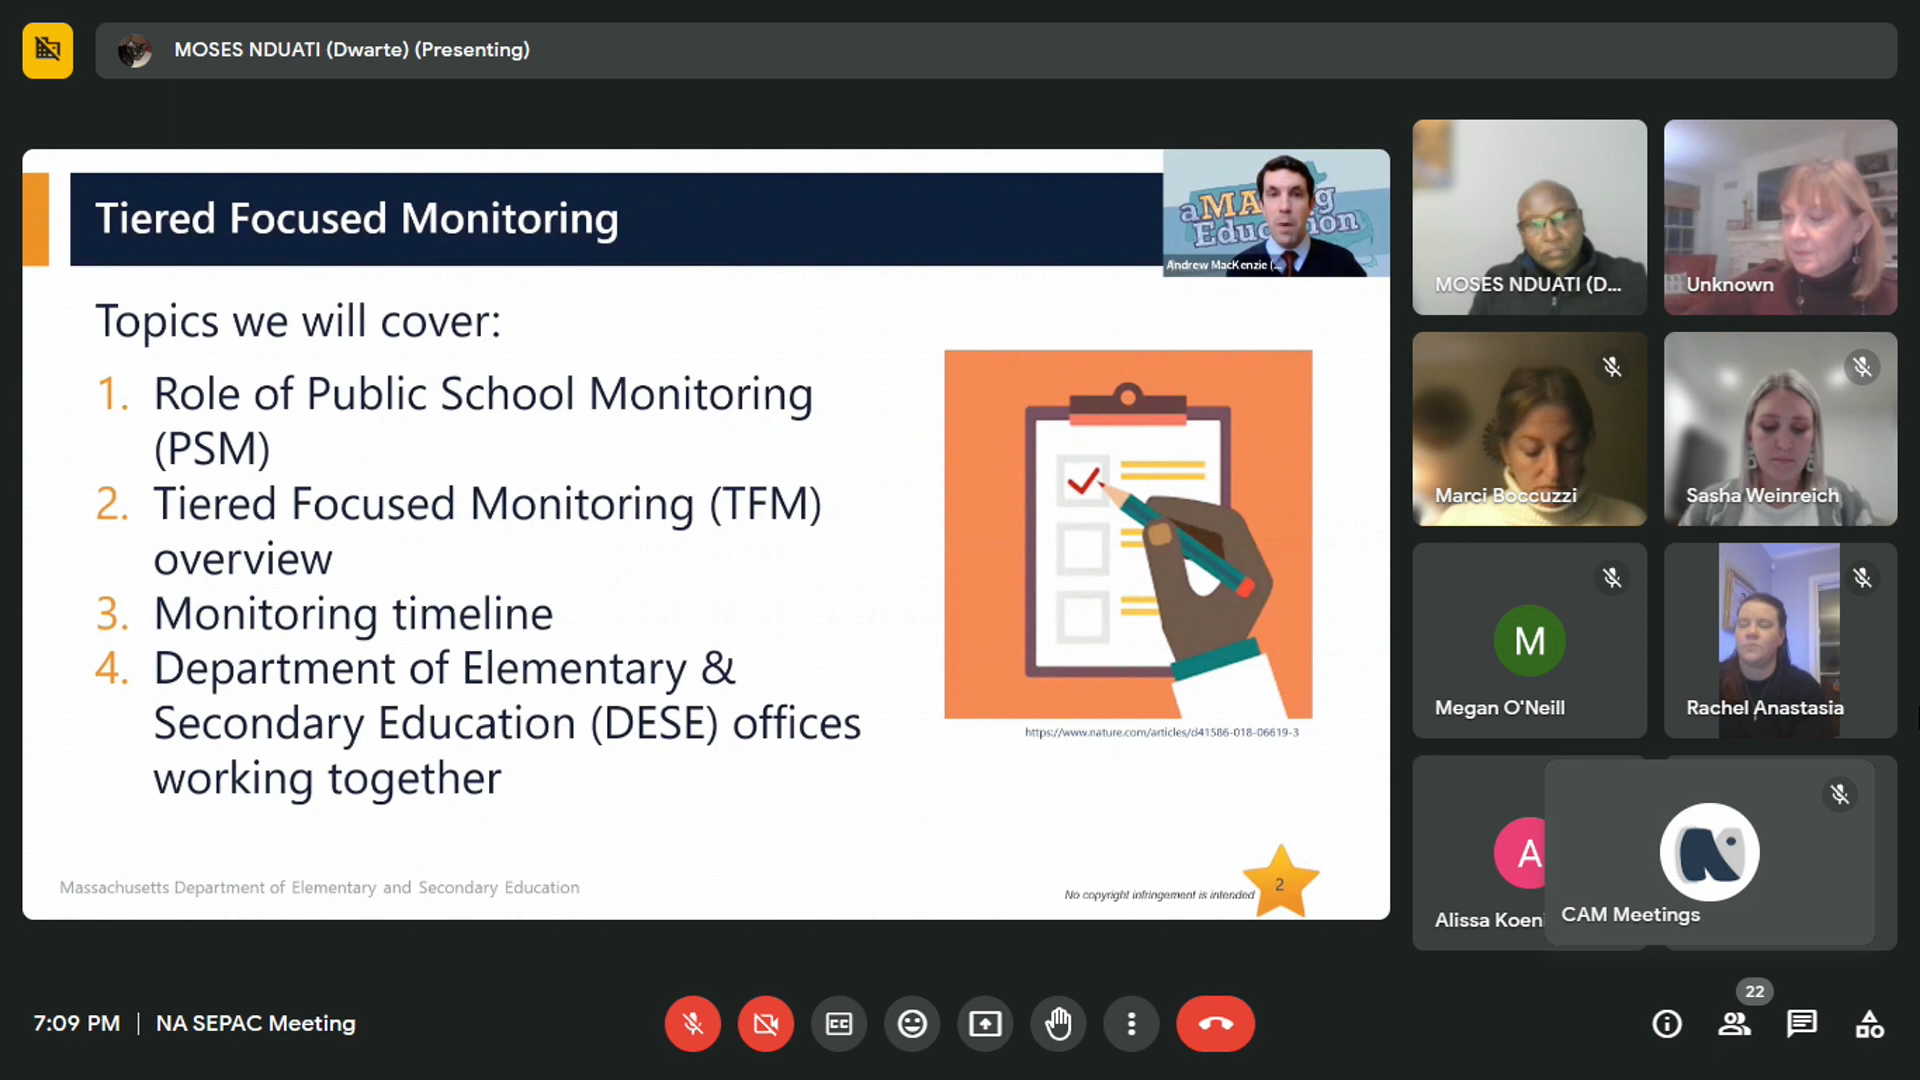 MOSES NDUATI (Dwarte) (Presenting)
Tiered Focused Monitoring
aMAzing
Education
Andrew MacKenzie (...
Topics we will cover:
1. Role of Public School Monitoring
(PSM)
2. Tiered Focused Monitoring (TFM)
overview
3. Monitoring timeline
4. Department of Elementary &
Secondary Education (DESE) offices
working together
https://www.nature.com/articles/d41586-018-06619-3
Massachusetts Department of Elementary and Secondary Education
No copyright infringement is intended
2
MOSES NDUATI (D...
Unknown
Marci Boccuzzi
Sasha Weinreich
M
Megan O'Neill
Rachel Anastasia
A
Alissa Koeni
CAM Meetings
7:09 PM | NA SEPAC Meeting
CC
22